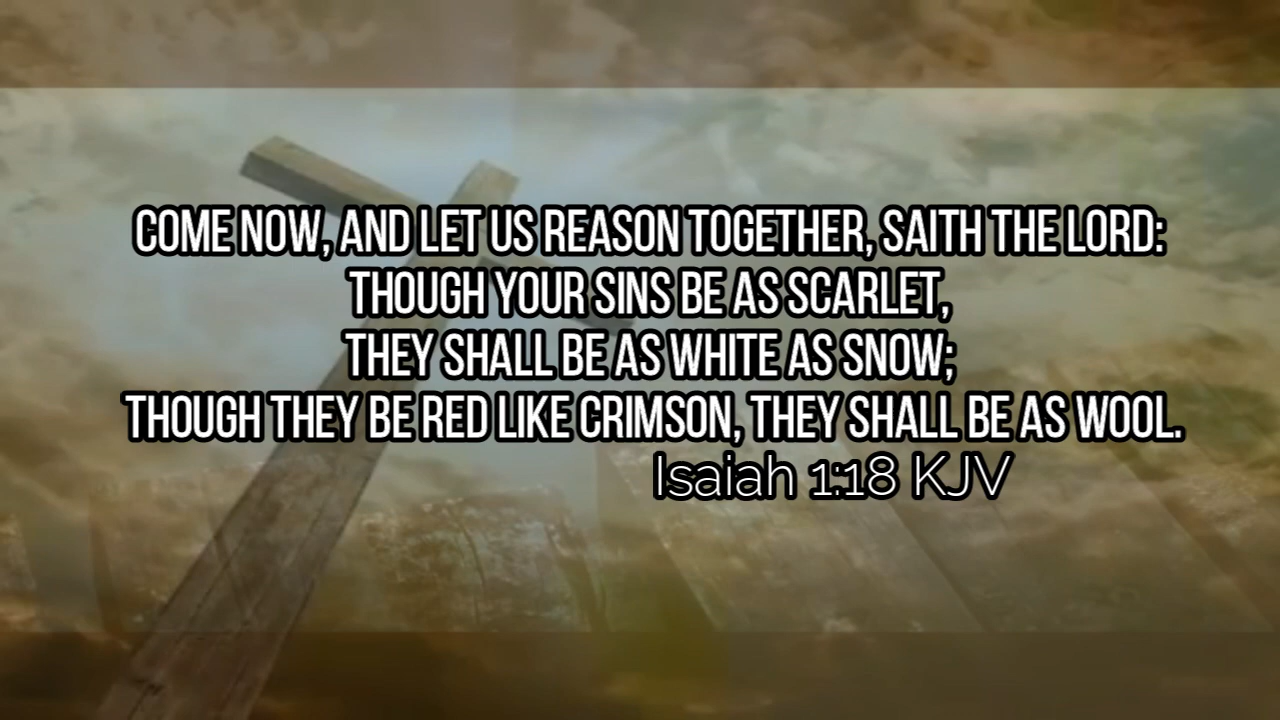 COME NOW, AND LET US REASON TOGETHER, SAITH THE LORD:
THOUGH YOUR SINS BE AS SCARLET,
THEY SHALL BE AS WHITE AS SNOW;
THOUGH THEY BE RED LIKE CRIMSON, THEY SHALL BE AS WOOL.
Isaiah 1:18 KJV